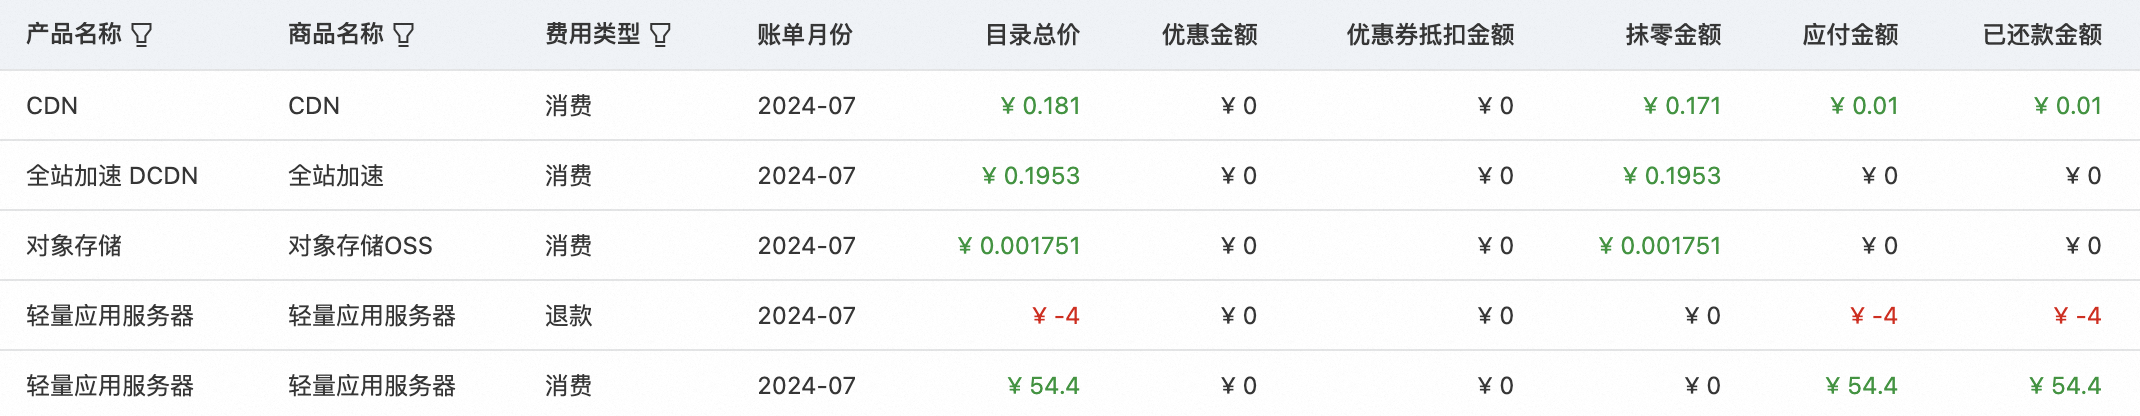 产品名称 商品名称 费用类型 账单月份 目录总价 优惠金额 优惠券抵扣金额 抹零金额 应付金额 已还款金额
CDN CDN 消费 2024-07 ¥ 0.181 ¥ 0 ¥ 0 ¥ 0.171 ¥ 0.01 ¥ 0.01
全站加速 DCDN 全站加速 消费 2024-07 ¥ 0.1953 ¥ 0 ¥ 0 ¥ 0.1953 ¥ 0 ¥ 0
对象存储 对象存储OSS 消费 2024-07 ¥ 0.001751 ¥ 0 ¥ 0 ¥ 0.001751 ¥ 0 ¥ 0
轻量应用服务器 轻量应用服务器 退款 2024-07 ¥ -4 ¥ 0 ¥ 0 ¥ 0 ¥ -4 ¥ -4
轻量应用服务器 轻量应用服务器 消费 2024-07 ¥ 54.4 ¥ 0 ¥ 0 ¥ 0 ¥ 54.4 ¥ 54.4